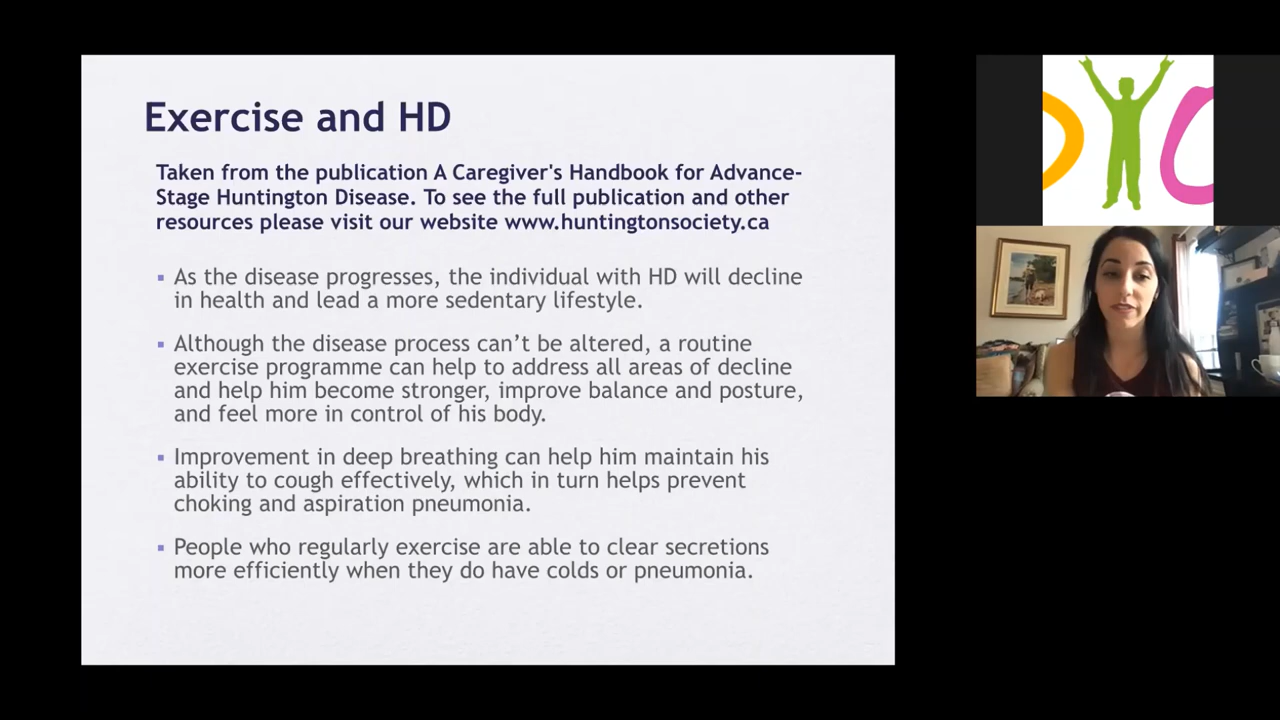 Exercise and HD
Taken from the publication A Caregiver's Handbook for Advance-
Stage Huntington Disease. To see the full publication and other
resources please visit our website www.huntingtonsociety.ca
▪ As the disease progresses, the individual with HD will decline
in health and lead a more sedentary lifestyle.
▪ Although the disease process can’t be altered, a routine
exercise programme can help to address all areas of decline
and help him become stronger, improve balance and posture,
and feel more in control of his body.
▪ Improvement in deep breathing can help him maintain his
ability to cough effectively, which in turn helps prevent
choking and aspiration pneumonia.
▪ People who regularly exercise are able to clear secretions
more efficiently when they do have colds or pneumonia.